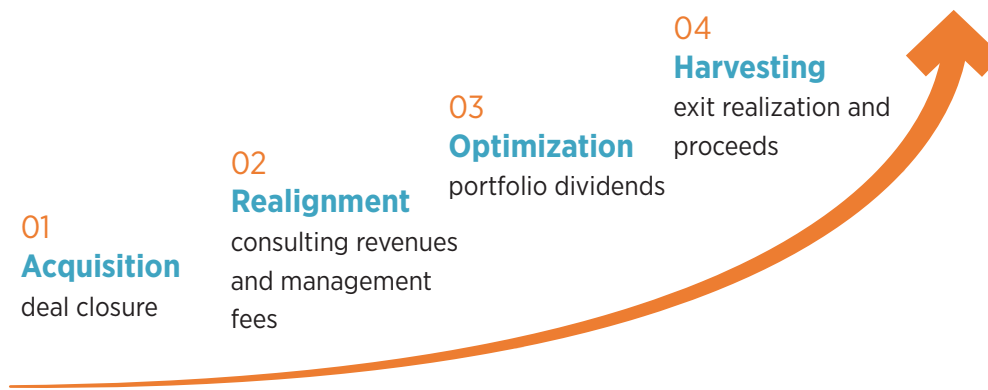 01
Acquisition
deal closure
02
Realignment
consulting revenues
and management
fees
03
Optimization
portfolio dividends
04
Harvesting
exit realization and
proceeds